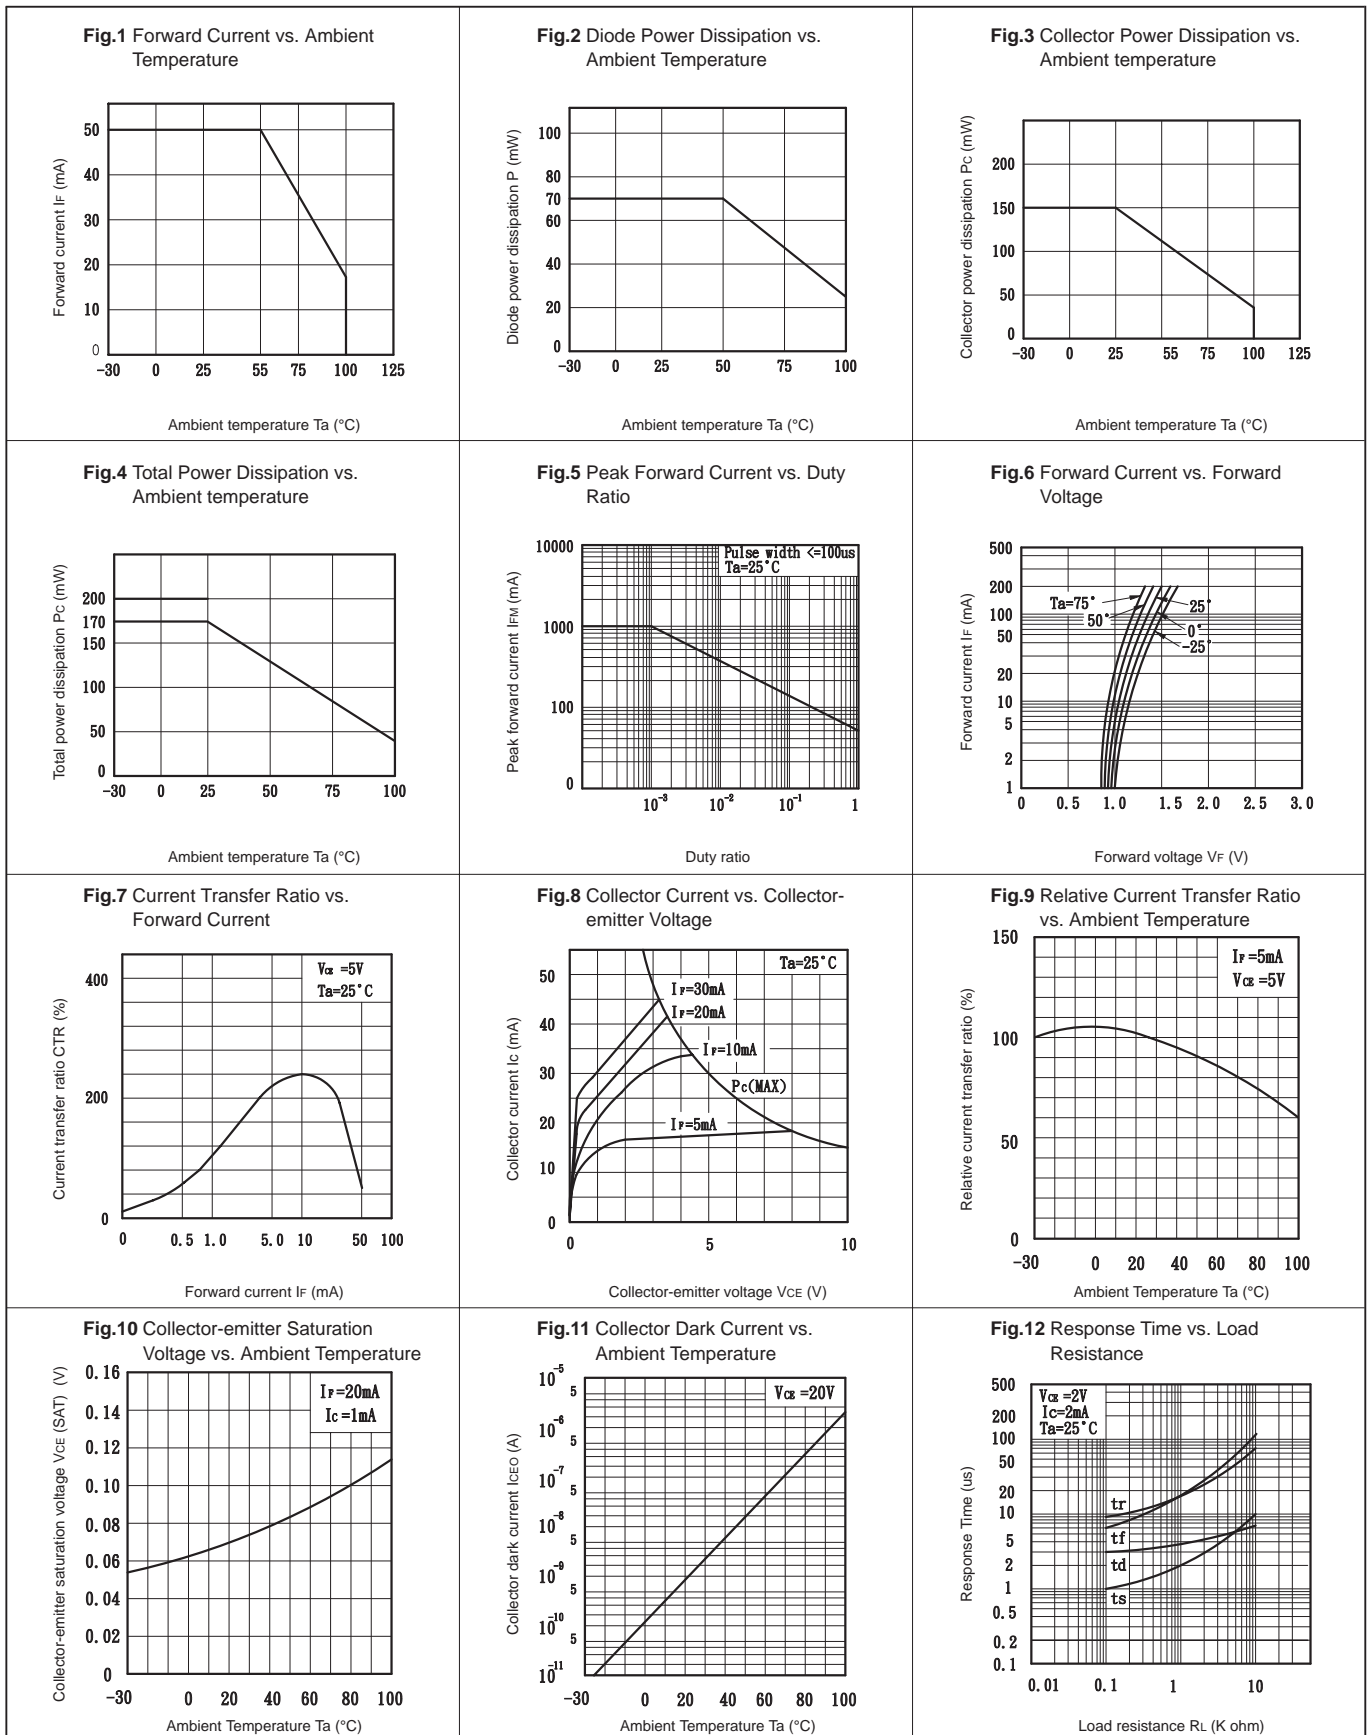 Fig.1 Forward Current vs. Ambient
Temperature
Forward current IF (mA)
50
40
30
20
10
0
-30 0 25 55 75 100 125
Ambient temperature Ta (°C)
Fig.2 Diode Power Dissipation vs.
Ambient Temperature
Diode power dissipation P (mW)
100
80
70
60
40
20
0
-30 0 25 50 75 100
Ambient temperature Ta (°C)
Fig.3 Collector Power Dissipation vs.
Ambient temperature
Collector power dissipation Pc (mW)
200
150
100
50
0
-30 0 25 55 75 100 125
Ambient temperature Ta (°C)
Fig.4 Total Power Dissipation vs.
Ambient temperature
Total power dissipation Pc (mW)
200
170
150
100
50
0
-30 0 25 50 75 100
Ambient temperature Ta (°C)
Fig.5 Peak Forward Current vs. Duty
Ratio
Peak forward current IFM (mA)
Pulse width <=100us
Ta=25°C
10000
1000
100
0
10⁻³ 10⁻² 10⁻¹ 1
Duty ratio
Fig.6 Forward Current vs. Forward
Voltage
Forward current IF (mA)
500
200
100
50
20
10
5
2
1
Ta=75°
50°
25°
0°
-25°
0 0.5 1.0 1.5 2.0 2.5 3.0
Forward voltage VF (V)
Fig.7 Current Transfer Ratio vs.
Forward Current
Current transfer ratio CTR (%)
VCE =5V
Ta=25°C
400
200
0
0 0.5 1.0 5.0 10 50 100
Forward current IF (mA)
Fig.8 Collector Current vs. Collector-
emitter Voltage
Collector current Ic (mA)
Ta=25°C
50
40
30
20
10
0
IF=30mA
IF=20mA
IF=10mA
Pc(MAX)
IF=5mA
0 5 10
Collector-emitter voltage VCE (V)
Fig.9 Relative Current Transfer Ratio
vs. Ambient Temperature
Relative current transfer ratio (%)
IF=5mA
VCE =5V
150
100
50
0
-30 0 20 40 60 80 100
Ambient Temperature Ta (°C)
Fig.10 Collector-emitter Saturation
Voltage vs. Ambient Temperature
Collector-emitter saturation voltage VCE (SAT) (V)
IF=20mA
Ic =1mA
0.16
0.14
0.12
0.10
0.08
0.06
0.04
0.02
0
-30 0 20 40 60 80 100
Ambient Temperature Ta (°C)
Fig.11 Collector Dark Current vs.
Ambient Temperature
Collector dark current ICEO (A)
VCE =20V
10⁻⁵
5
10⁻⁶
5
10⁻⁷
5
10⁻⁸
5
10⁻⁹
5
10⁻¹⁰
5
10⁻¹¹
-30 0 20 40 60 80 100
Ambient Temperature Ta (°C)
Fig.12 Response Time vs. Load
Resistance
Response Time (us)
VCE =2V
Ic=2mA
Ta=25°C
500
200
100
50
20
10
5
2
1
0.5
0.2
0.1
tr
tf
td
ts
0.01 0.1 1 10
Load resistance RL (K ohm)